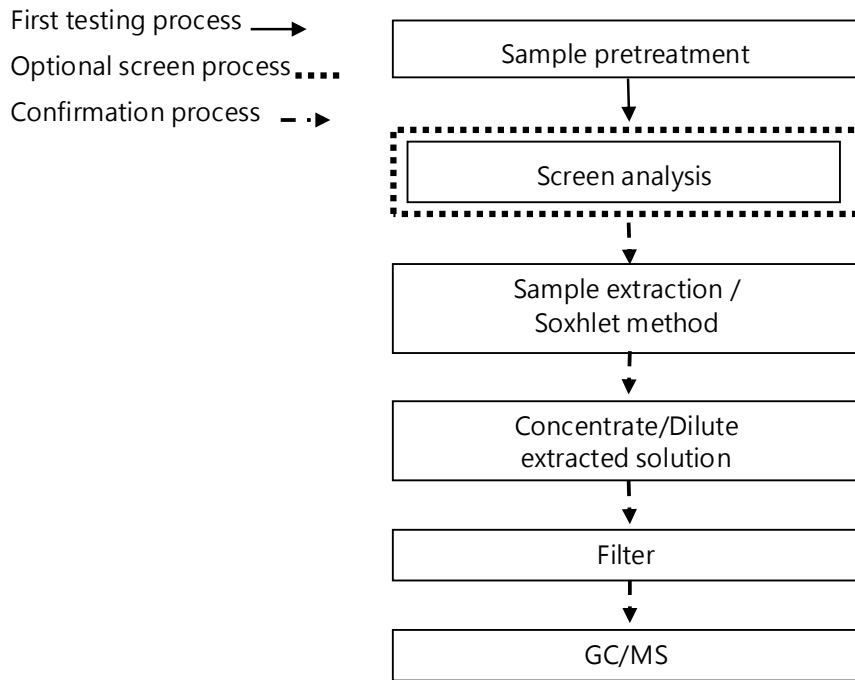 First testing process
Optional screen process
Confirmation process
Sample pretreatment
Screen analysis
Sample extraction /
Soxhlet method
Concentrate/Dilute
extracted solution
Filter
GC/MS